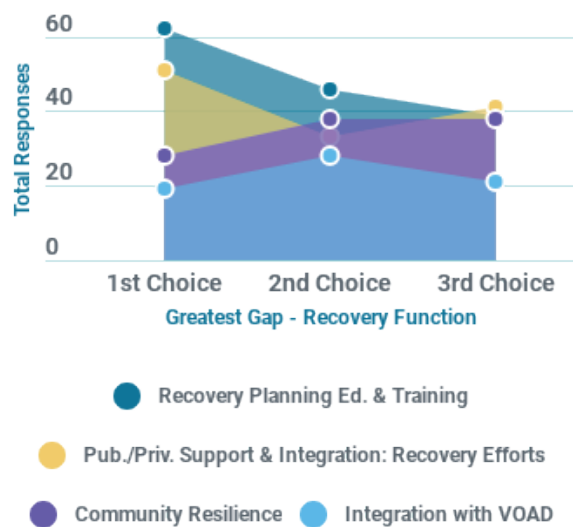 60
40
20
0
Total Responses
1st Choice 2nd Choice 3rd Choice
Greatest Gap - Recovery Function
Recovery Planning Ed. & Training
Pub./Priv. Support & Integration: Recovery Efforts
Community Resilience Integration with VOAD